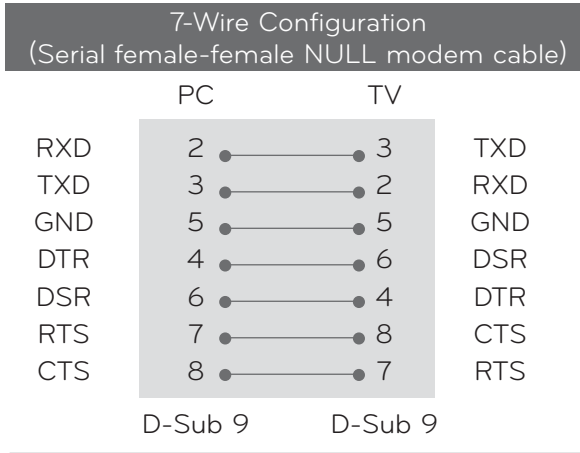 7-Wire Configuration
(Serial female-female NULL modem cable)
PC TV
RXD 2 3 TXD
TXD 3 2 RXD
GND 5 5 GND
DTR 4 6 DSR
DSR 6 4 DTR
RTS 7 8 CTS
CTS 8 7 RTS
D-Sub 9 D-Sub 9